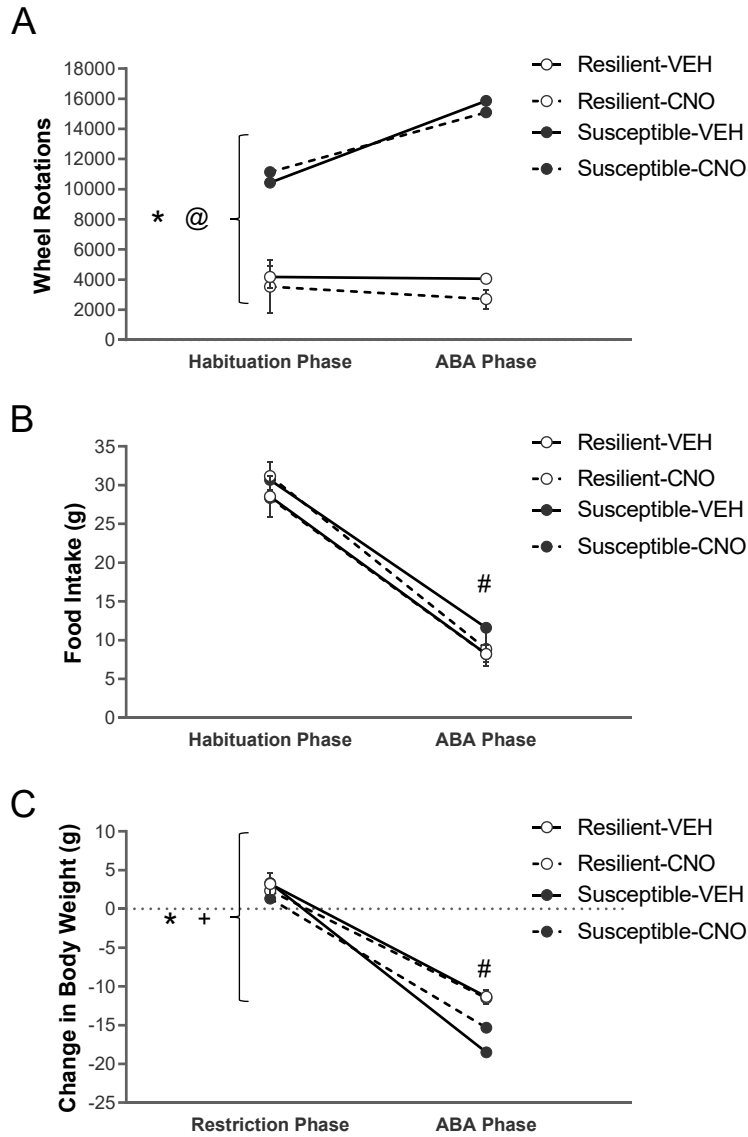 A
Wheel Rotations
18000
16000
14000
12000
10000
8000
6000
4000
2000
0
* @
Habituation Phase ABA Phase
Resilient-VEH
Resilient-CNO
Susceptible-VEH
Susceptible-CNO
B
Food Intake (g)
35
30
25
20
15
10
5
0
#
Habituation Phase ABA Phase
Resilient-VEH
Resilient-CNO
Susceptible-VEH
Susceptible-CNO
C
Change in Body Weight (g)
10
5
0
-5
-10
-15
-20
-25
* +
#
Restriction Phase ABA Phase
Resilient-VEH
Resilient-CNO
Susceptible-VEH
Susceptible-CNO